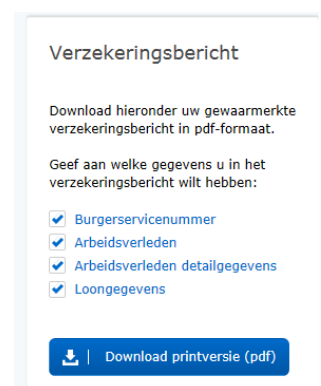 Verzekeringsbericht
Download hieronder uw gewaarmerkte
verzekeringsbericht in pdf-formaat.
Geef aan welke gegevens u in het
verzekeringsbericht wilt hebben:
Burgerservicenummer
Arbeidsverleden
Arbeidsverleden detailgegevens
Loongegevens
Download printversie (pdf)